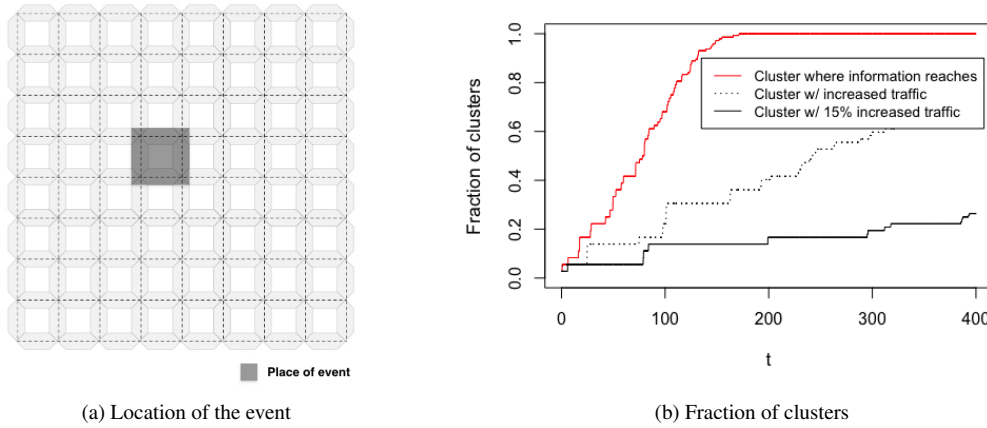 Place of event
(a) Location of the event
Fraction of clusters
0.0
0.2
0.4
0.6
0.8
1.0
Cluster where information reaches
Cluster w/ increased traffic
Cluster w/ 15% increased traffic
0
100
200
300
400
t
(b) Fraction of clusters